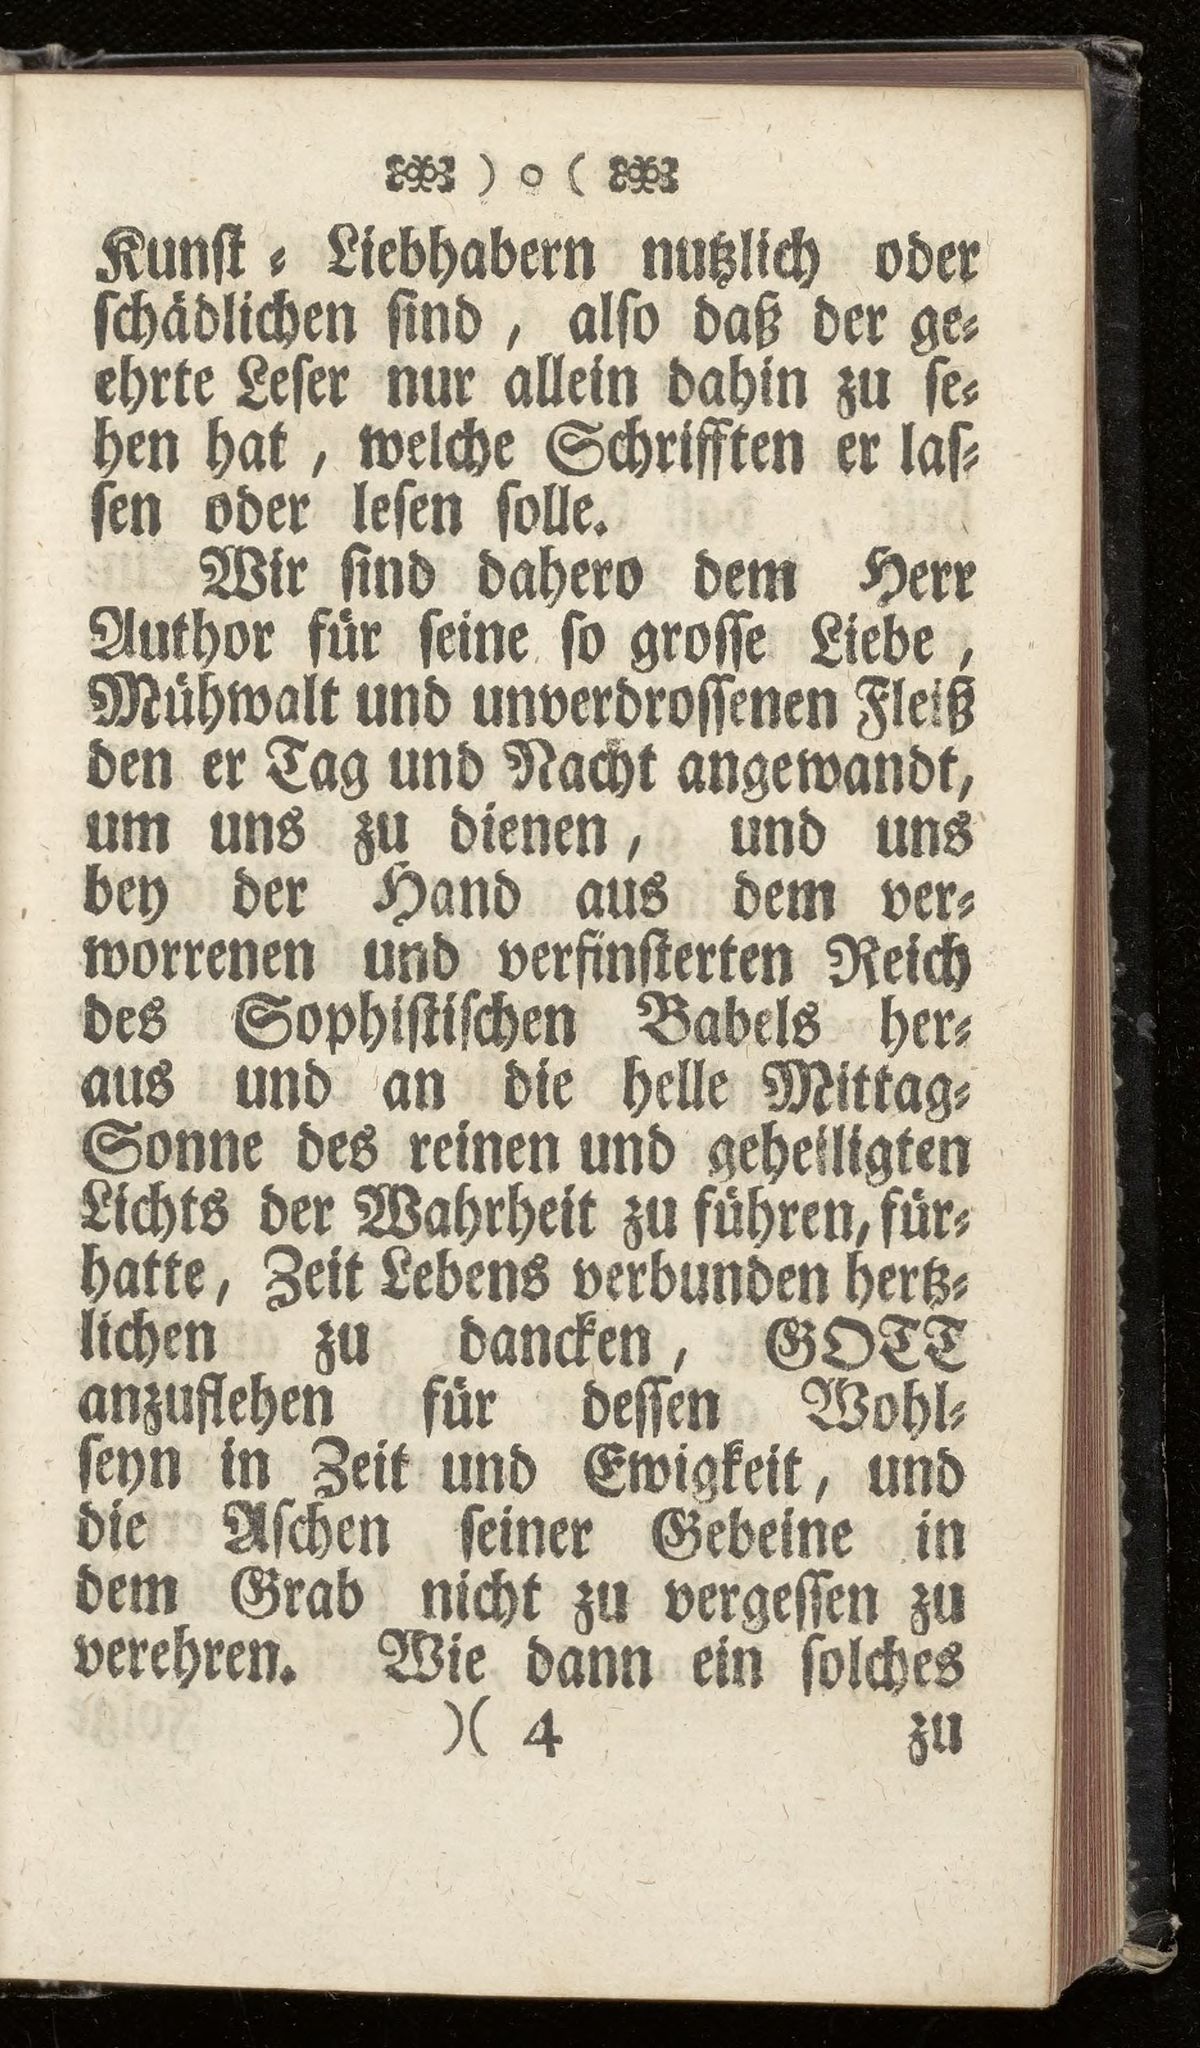 ) o (
Kunst⸗Liebhabern nutzlich oder
schädlichen sind, also daß der ge⸗
ehrte Leser nur allein dahin zu se⸗
hen hat, welche Schrifften er las⸗
sen oder lesen solle.
Wir sind dahero dem Herr
Author für seine so grosse Liebe,
Mühwalt und unverdrossenen Fleiß
den er Tag und Nacht angewandt,
um uns zu dienen, und uns
bey der Hand aus dem ver⸗
worrenen und verfinsterten Reich
des Sophistischen Babels her⸗
aus und an die helle Mittag⸗
Sonne des reinen und geheiligten
Lichts der Wahrheit zu führen, für⸗
hatte, Zeit Lebens verbunden hertz⸗
lichen zu dancken, GOTT
anzuflehen für dessen Wohl⸗
seyn in Zeit und Ewigkeit, und
die Aschen seiner Gebeine in
dem Grab nicht zu vergessen zu
verehren. Wie dann ein solches
)( 4 zu